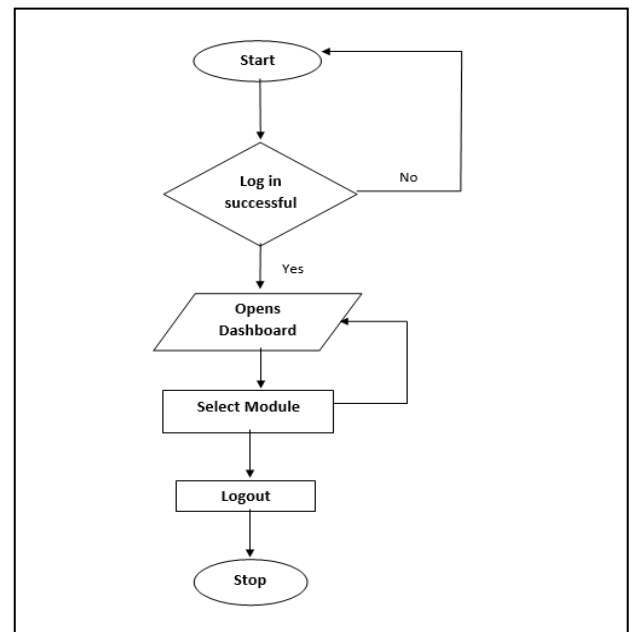 Start
Log in
successful
No
Yes
Opens
Dashboard
Select Module
Logout
Stop